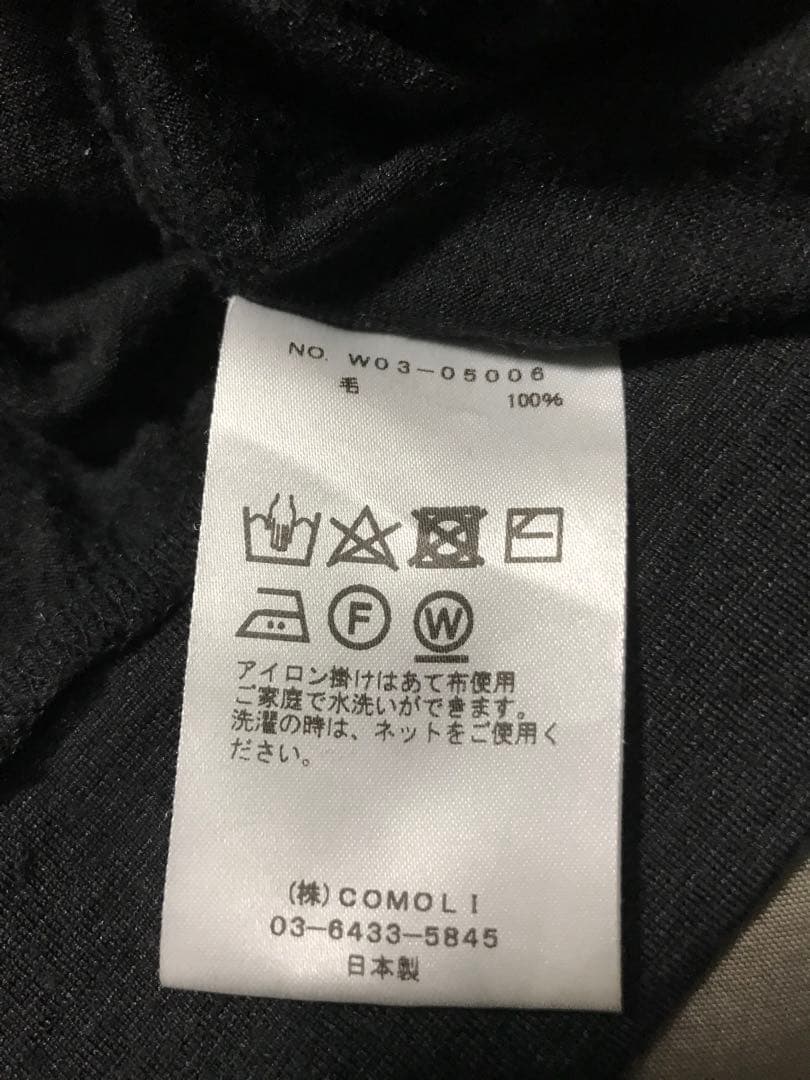 NO. W03-05006
毛 100%
F W
アイロン掛けはあて布使用
ご家庭で水洗いができます。
洗濯の時は、ネットをご使用く
ださい。
(株)COMOLI
03-6433-5845
日本製